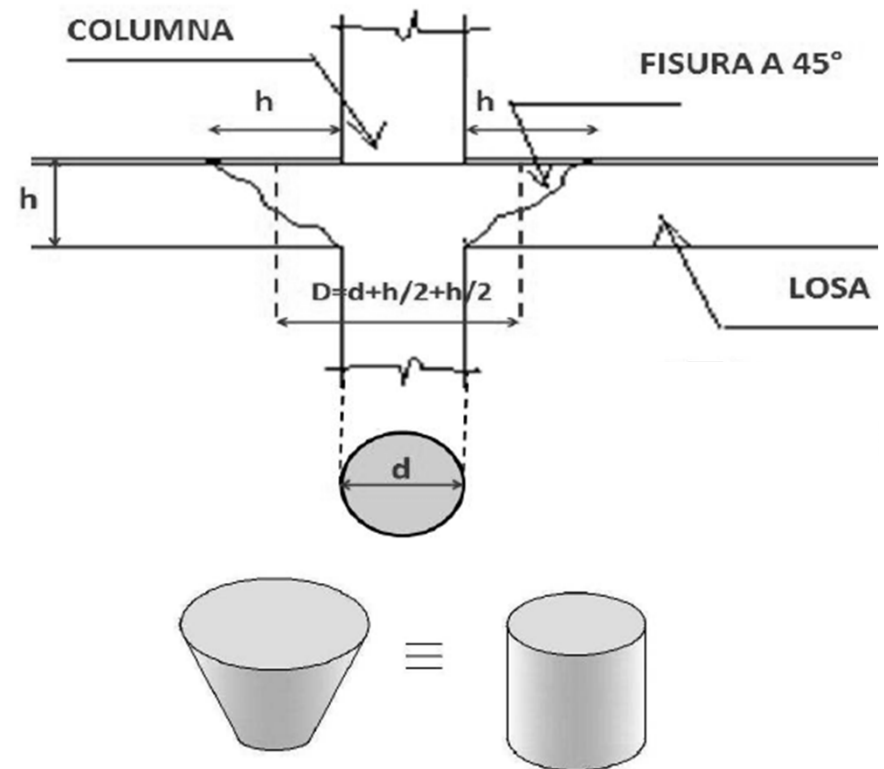 COLUMNA
FISURA A 45°
h
h
h
D=d+h/2+h/2
LOSA
d